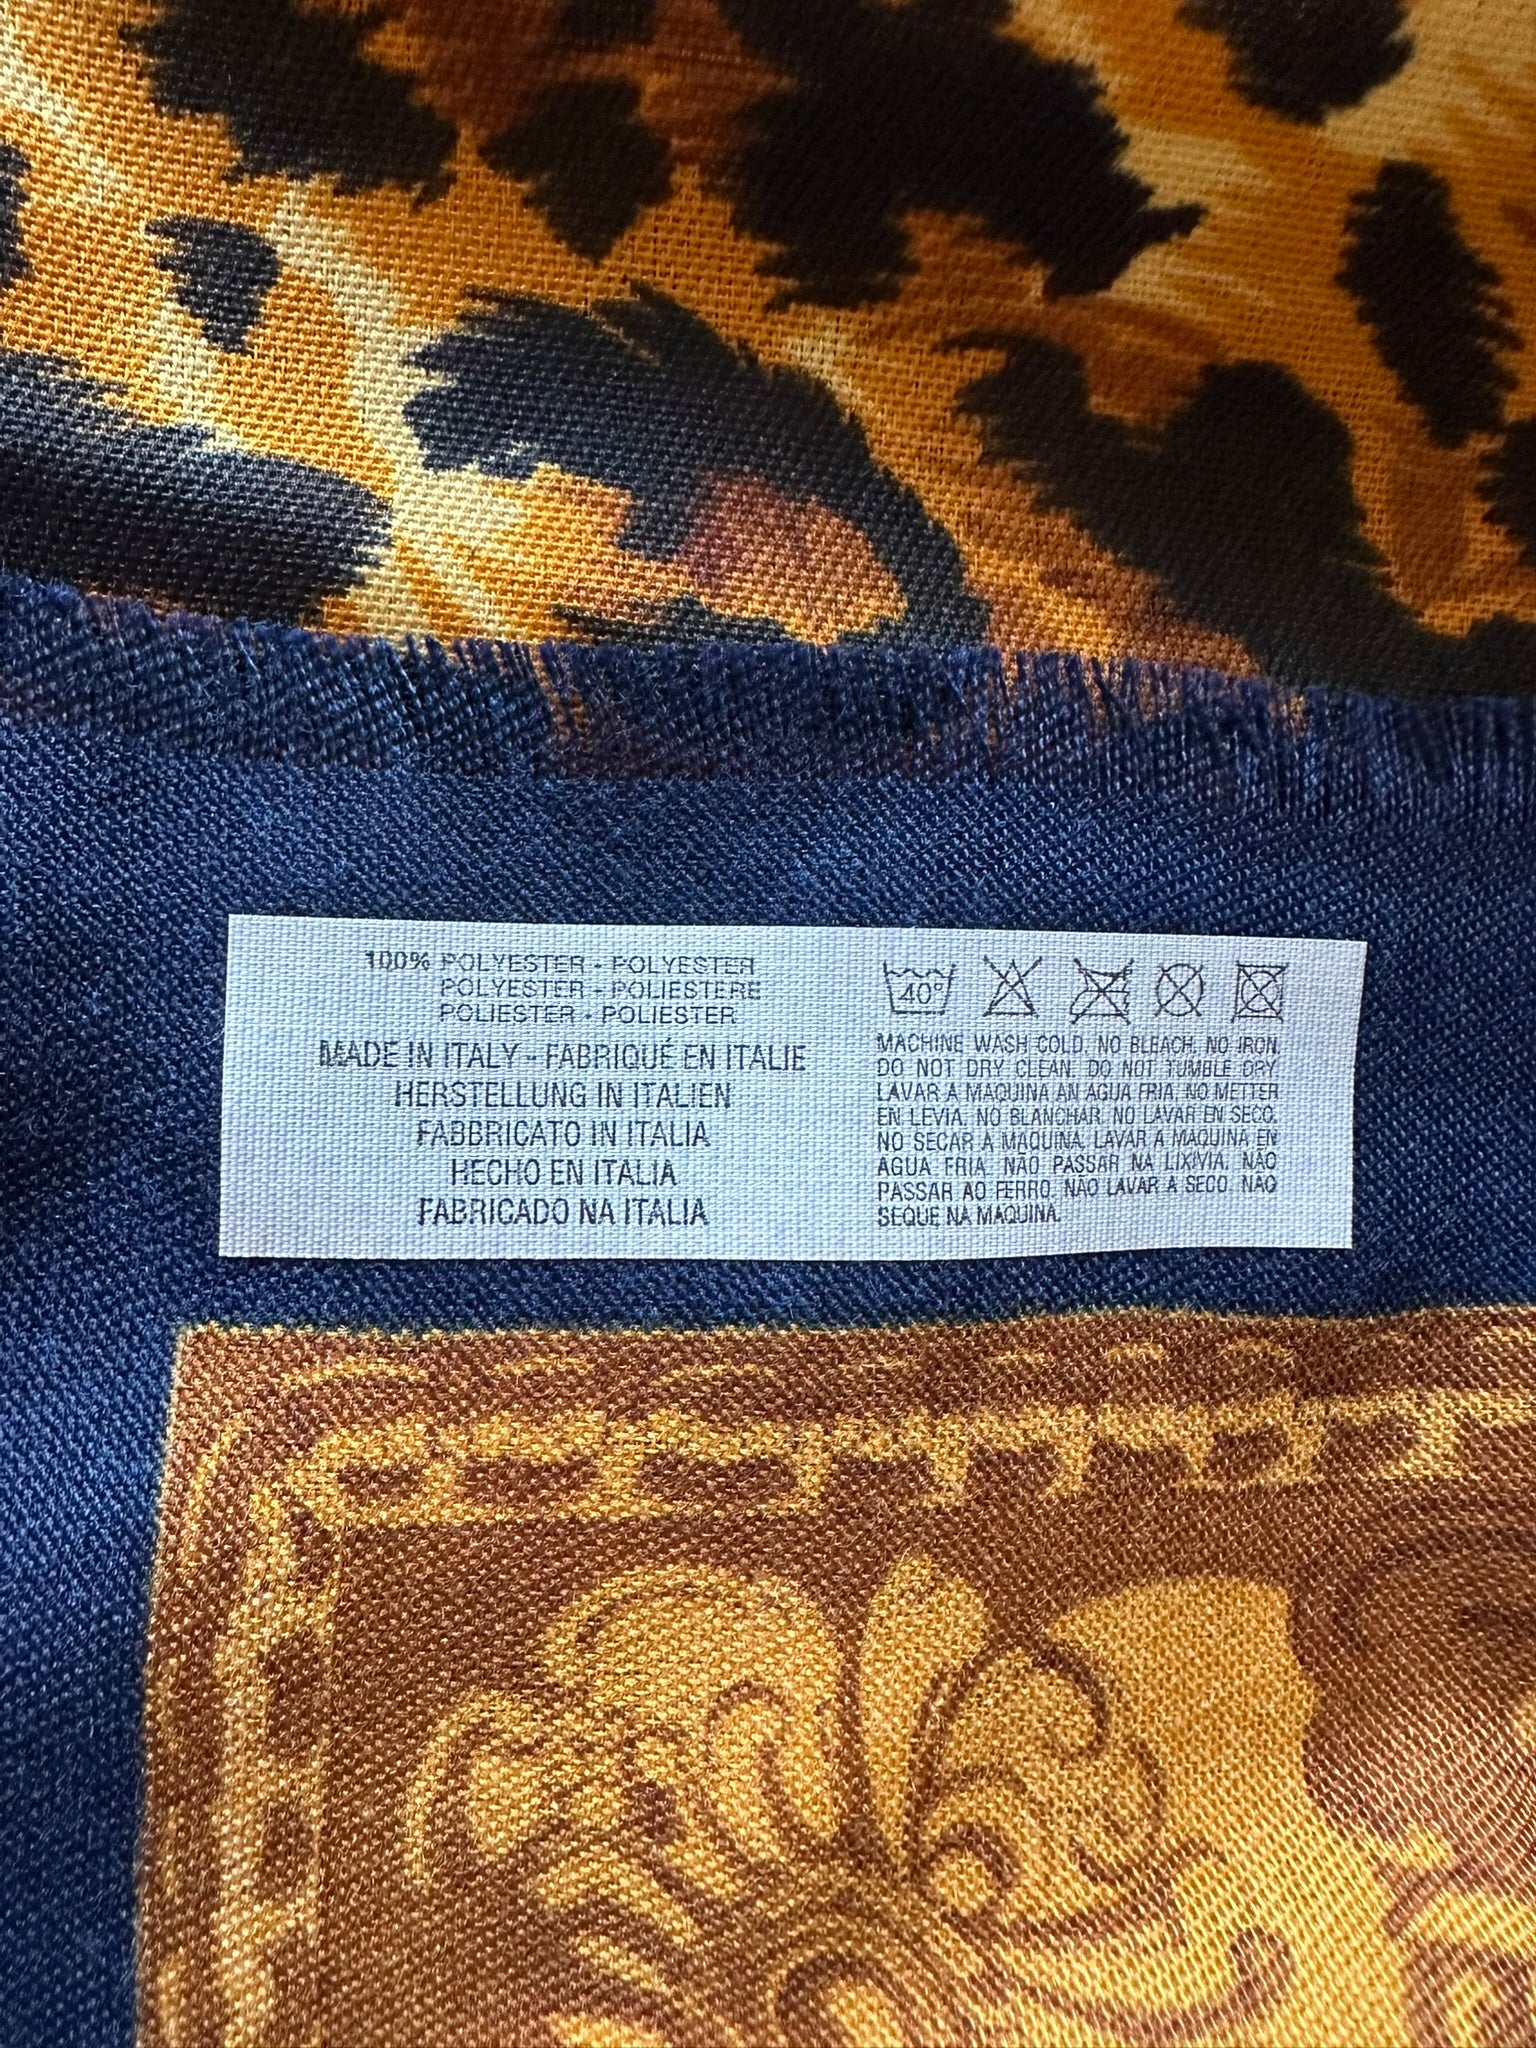 100% POLYESTER - POLYESTER
POLYESTER - POLIESTERE
POLIESTER - POLIESTER
MADE IN ITALY - FABRIQUÉ EN ITALIE
HERSTELLUNG IN ITALIEN
FABBRICATO IN ITALIA
HECHO EN ITALIA
FABRICADO NA ITALIA
40°
MACHINE WASH COLD. NO BLEACH. NO IRON.
DO NOT DRY CLEAN. DO NOT TUMBLE DRY.
LAVAR A MAQUINA AN AGUA FRIA. NO METTER
EN LEVIA. NO BLANCHAR. NO LAVAR EN SECO.
NO SECAR A MAQUINA. LAVAR A MAQUINA EN
AGUA FRIA. NÃO PASSAR NA LIXIVIA. NÃO
PASSAR AO FERRO. NÃO LAVAR A SECO. NAO
SEQUE NA MAQUINA.